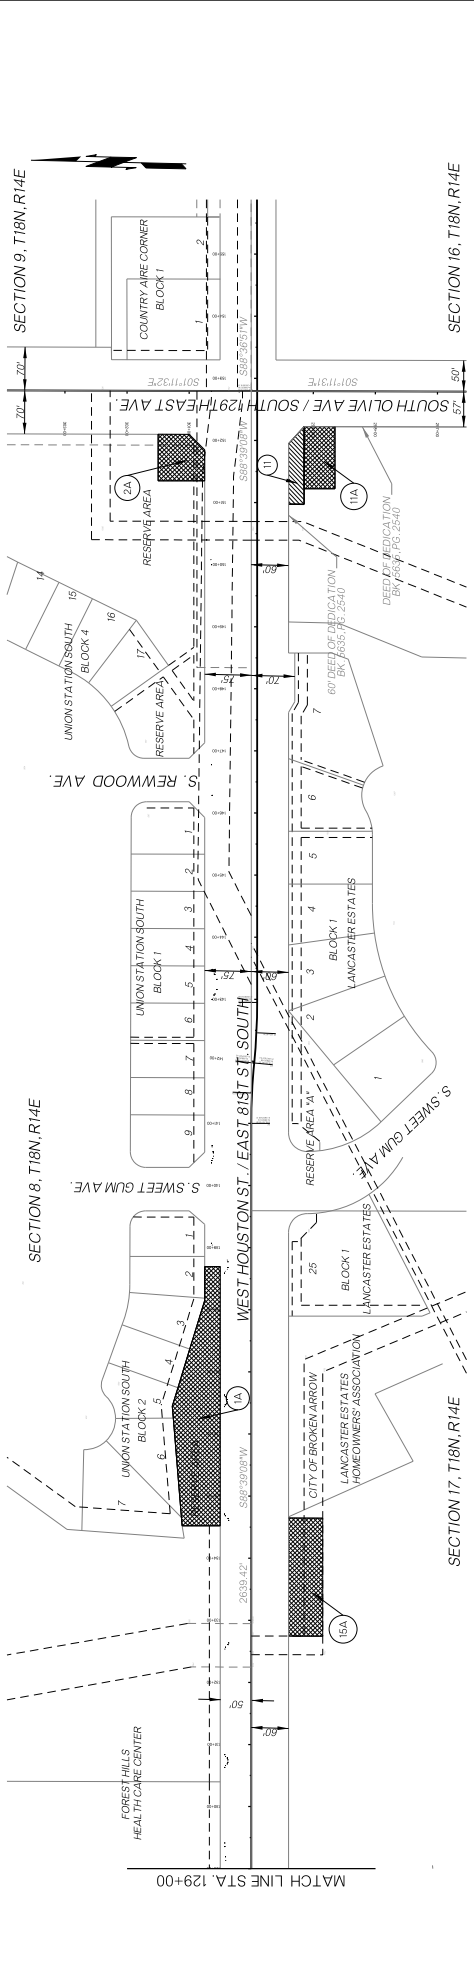 SECTION 9, T18N, R14E
SECTION 16, T18N, R14E
COUNTRY AIRE CORNER
BLOCK 1
1
2
S88°36'51"W
70'
70'
50'
57'
S01°11'32"E
S01°11'31"E
SOUTH OLIVE AVE / SOUTH 129TH EAST AVE.
S88°39'08"W
2A
11
11A
RESERVE AREA
60'
DEED OF DEDICATION
BK. 5635, PG. 2540
60' DEED OF DEDICATION
BK. 5635, PG. 2540
14
15
16
17
UNION STATION SOUTH
BLOCK 4
RESERVE AREA
75'
70'
S. REWWOOD AVE.
7
6
5
4
3
2
1
BLOCK 1
LANCASTER ESTATES
UNION STATION SOUTH
BLOCK 1
1
2
3
4
5
6
7
8
9
75'
60'
SECTION 8, T18N, R14E
WEST HOUSTON ST. / EAST 81ST ST. SOUTH
RESERVE AREA "A"
S. SWEET GUM AVE.
S. SWEET GUM AVE.
25
BLOCK 1
LANCASTER ESTATES
UNION STATION SOUTH
BLOCK 2
1
2
3
4
5
6
7
1A
CITY OF BROKEN ARROW
LANCASTER ESTATES
HOMEOWNERS' ASSOCIATION
S88°39'08"W
2639.42'
15A
SECTION 17, T18N, R14E
50'
60'
FOREST HILLS
HEALTH CARE CENTER
MATCH LINE STA. 129+00